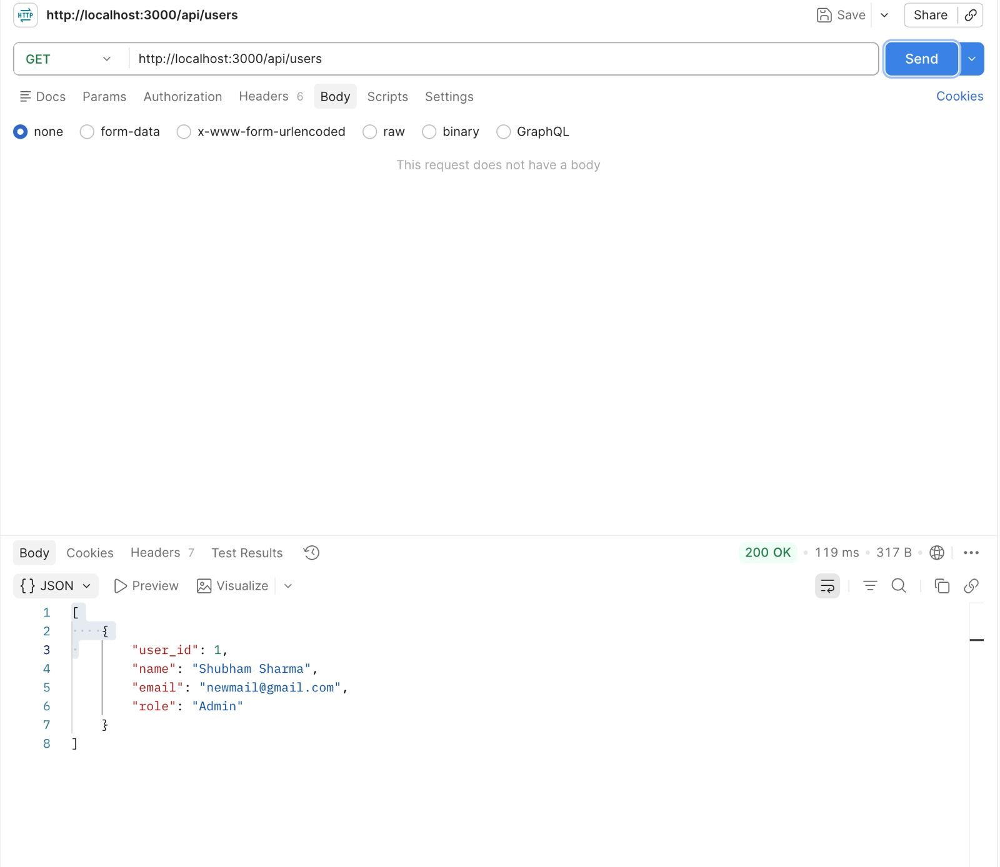 HTTP http://localhost:3000/api/users Save Share
GET http://localhost:3000/api/users Send
Docs Params Authorization Headers 6 Body Scripts Settings Cookies
none form-data x-www-form-urlencoded raw binary GraphQL
This request does not have a body
Body Cookies Headers 7 Test Results 200 OK • 119 ms • 317 B •
{} JSON Preview Visualize
1 [
2 {
3 "user_id": 1,
4 "name": "Shubham Sharma",
5 "email": "newmail@gmail.com",
6 "role": "Admin"
7 }
8 ]